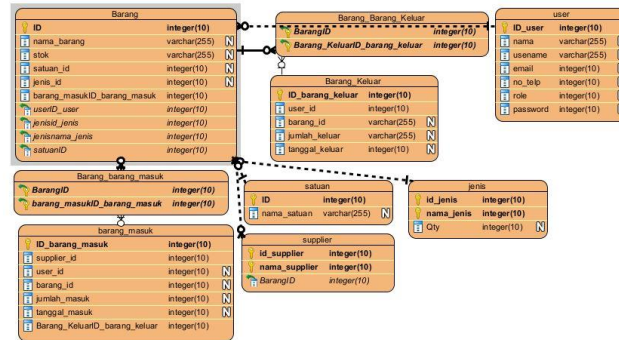 Barang
ID integer(10)
nama_barang varchar(255) N
stok varchar(255) N
satuan_id integer(10) N
jenis_id integer(10) N
barang_masukID_barang_masuk integer(10)
userID_user integer(10)
jenisid_jenis integer(10)
jenisnama_jenis integer(10)
satuanID integer(10)
Barang_Barang_Keluar
BarangID integer(10)
Barang_KeluarID_barang_keluar integer(10)
user
ID_user integer(10)
nama varchar(255) N
usename varchar(255) N
email integer(10) N
no_telp integer(10) N
role integer(10) N
password integer(10) N
Barang_Keluar
ID_barang_keluar integer(10)
user_id integer(10)
barang_id varchar(255) N
jumlah_keluar varchar(255) N
tanggal_keluar integer(10) N
Barang_barang_masuk
BarangID integer(10)
barang_masukID_barang_masuk integer(10)
satuan
ID integer(10)
nama_satuan varchar(255) N
jenis
id_jenis integer(10)
nama_jenis integer(10)
Qty integer(10) N
barang_masuk
ID_barang_masuk integer(10)
supplier_id integer(10)
user_id integer(10) N
barang_id integer(10) N
jumlah_masuk integer(10) N
tanggal_masuk integer(10) N
Barang_KeluarID_barang_keluar integer(10)
supplier
id_supplier integer(10)
nama_supplier integer(10)
BarangID integer(10)